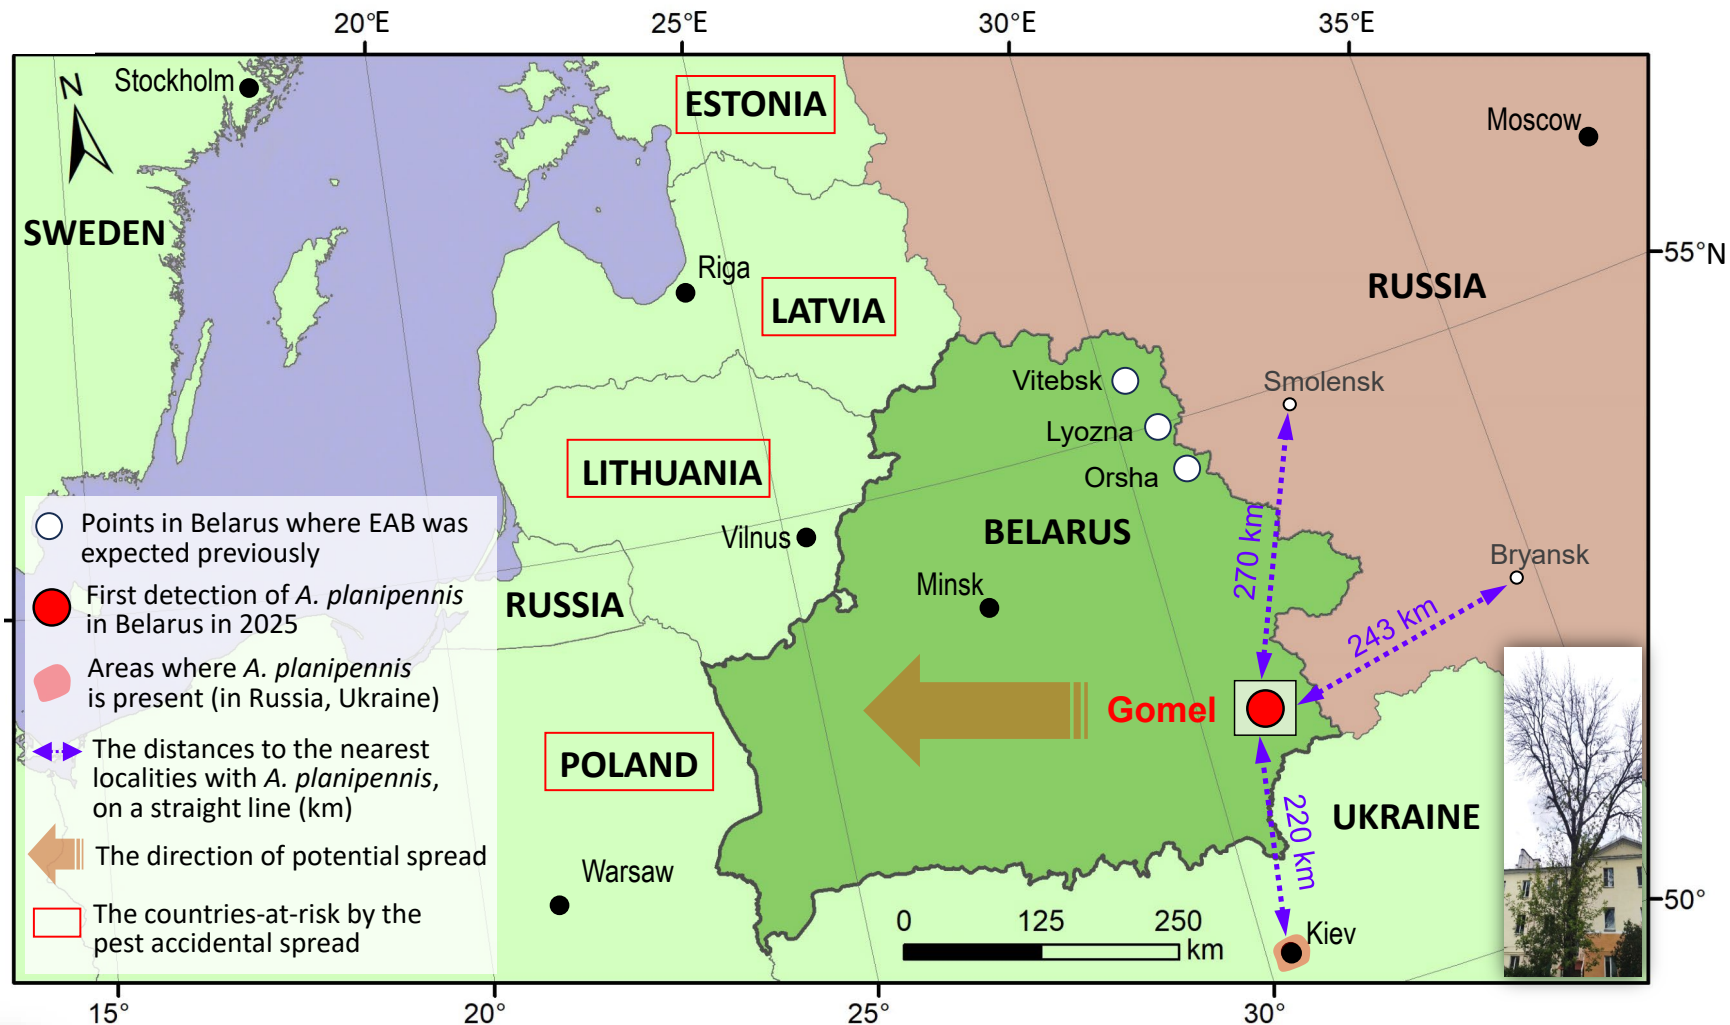 20°E
25°E
30°E
35°E
N
Stockholm
ESTONIA
Moscow
SWEDEN
55°N
Riga
RUSSIA
LATVIA
Vitebsk
Smolensk
Lyozna
LITHUANIA
Orsha
BELARUS
Vilnus
Bryansk
270 km
Minsk
RUSSIA
243 km
Gomel
POLAND
UKRAINE
220 km
Warsaw
50°
Kiev
0 125 250
km
Points in Belarus where EAB was
expected previously
First detection of A. planipennis
in Belarus in 2025
Areas where A. planipennis
is present (in Russia, Ukraine)
The distances to the nearest
localities with A. planipennis,
on a straight line (km)
The direction of potential spread
The countries-at-risk by the
pest accidental spread
15°
20°
25°
30°